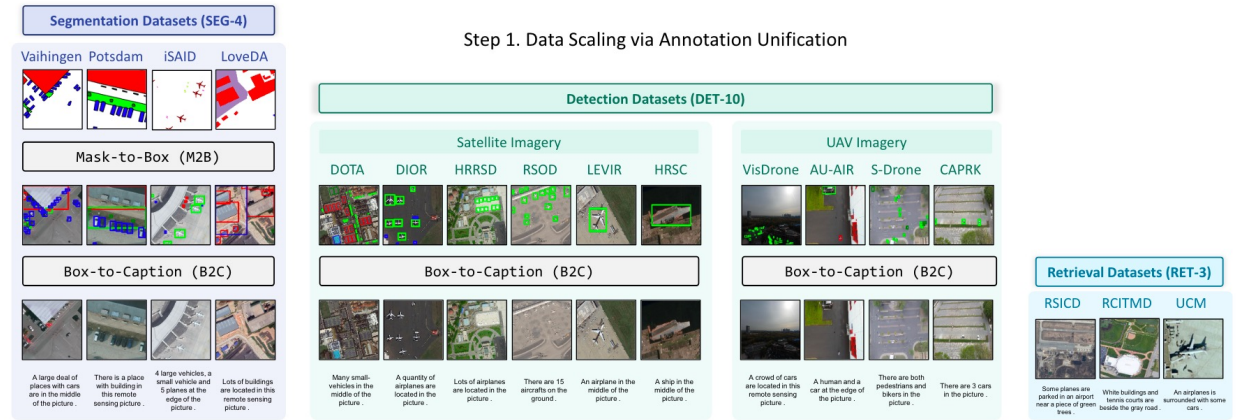 Segmentation Datasets (SEG-4)
Step 1. Data Scaling via Annotation Unification
Vaihingen Potsdam iSAID LoveDA
Mask-to-Box (M2B)
Box-to-Caption (B2C)
A large deal of
places with cars
are in the middle
of the picture .
There is a place
with building in this
remote sensing
picture .
4 large vehicles, a
small vehicle and
5 planes at the
edge of the
picture .
Lots of buildings
are located in this
remote sensing
picture .
Detection Datasets (DET-10)
Satellite Imagery
DOTA DIOR HRRSD RSOD LEVIR HRSC
Box-to-Caption (B2C)
Many small-
vehicles in the
middle of the
picture .
A quantity of
airplanes are
located in the
picture .
Lots of airplanes
are located in the
picture .
There are 15
aircrafts on the
ground .
An airplane in the
middle of the
picture .
A ship in the
middle of the
picture .
UAV Imagery
VisDrone AU-AIR S-Drone CAPRK
Box-to-Caption (B2C)
A crowd of cars
are located in this
remote sensing
picture .
A human and a
car at the edge of
the picture .
There are both
pedestrians and
bikers in the
picture .
There are 3 cars
in the picture .
Retrieval Datasets (RET-3)
RSICD RCITMD UCM
Some planes are
parked in an airport
near a piece of green
trees .
White buildings and
tennis courts are
beside the gray road .
An airplanes is
surrounded with some
cars .